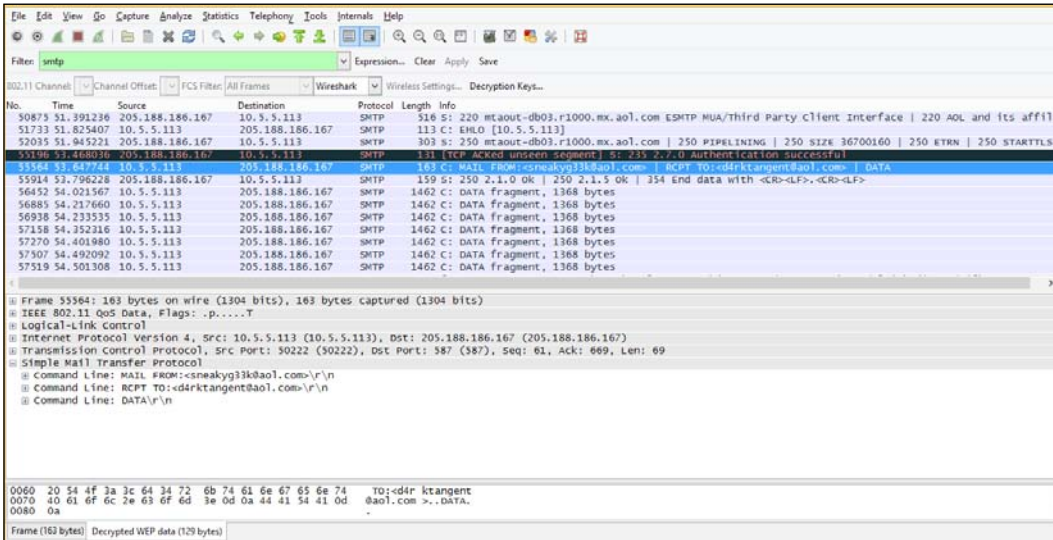 File Edit View Go Capture Analyze Statistics Telephony Tools Internals Help
Filter: smtp Expression... Clear Apply Save
802.11 Channel: Channel Offset: FCS Filter: All Frames Wireshark Wireless Settings... Decryption Keys...
No. Time Source Destination Protocol Length Info
50875 51.391236 205.188.186.167 10.5.5.113 SMTP 516 S: 220 mtaout-db03.r1000.mx.aol.com ESMTP MUA/Third Party Client Interface | 220 AOL and its affil
51733 51.825407 10.5.5.113 205.188.186.167 SMTP 113 C: EHLO [10.5.5.113]
52035 51.945221 205.188.186.167 10.5.5.113 SMTP 303 S: 250 mtaout-db03.r1000.mx.aol.com | 250 PIPELINING | 250 SIZE 36700160 | 250 ETRN | 250 STARTTLS
55196 53.468036 205.188.186.167 10.5.5.113 SMTP 131 [TCP ACKed unseen segment] S: 235 2.7.0 Authentication successful
55564 53.647744 10.5.5.113 205.188.186.167 SMTP 163 C: MAIL FROM:<sneakyg33k@aol.com> | RCPT TO:<d4rktangent@aol.com> | DATA
55914 53.796228 205.188.186.167 10.5.5.113 SMTP 159 S: 250 2.1.0 Ok | 250 2.1.5 Ok | 354 End data with <CR><LF>.<CR><LF>
56452 54.021567 10.5.5.113 205.188.186.167 SMTP 1462 C: DATA fragment, 1368 bytes
56885 54.217660 10.5.5.113 205.188.186.167 SMTP 1462 C: DATA fragment, 1368 bytes
56938 54.233535 10.5.5.113 205.188.186.167 SMTP 1462 C: DATA fragment, 1368 bytes
57158 54.352316 10.5.5.113 205.188.186.167 SMTP 1462 C: DATA fragment, 1368 bytes
57270 54.401980 10.5.5.113 205.188.186.167 SMTP 1462 C: DATA fragment, 1368 bytes
57507 54.492092 10.5.5.113 205.188.186.167 SMTP 1462 C: DATA fragment, 1368 bytes
57519 54.501308 10.5.5.113 205.188.186.167 SMTP 1462 C: DATA fragment, 1368 bytes
Frame 55564: 163 bytes on wire (1304 bits), 163 bytes captured (1304 bits)
IEEE 802.11 QoS Data, Flags: .p.....T
Logical-Link Control
Internet Protocol Version 4, Src: 10.5.5.113 (10.5.5.113), Dst: 205.188.186.167 (205.188.186.167)
Transmission Control Protocol, Src Port: 50222 (50222), Dst Port: 587 (587), Seq: 61, Ack: 669, Len: 69
Simple Mail Transfer Protocol
Command Line: MAIL FROM:<sneakyg33k@aol.com>\r\n
Command Line: RCPT TO:<d4rktangent@aol.com>\r\n
Command Line: DATA\r\n
0060 20 54 4f 3a 3c 64 34 72 6b 74 61 6e 67 65 6e 74 TO:<d4r ktangent
0070 40 61 6f 6c 2e 63 6f 6d 3e 0d 0a 44 41 54 41 0d @aol.com >..DATA.
0080 0a .
Frame (163 bytes) Decrypted WEP data (129 bytes)